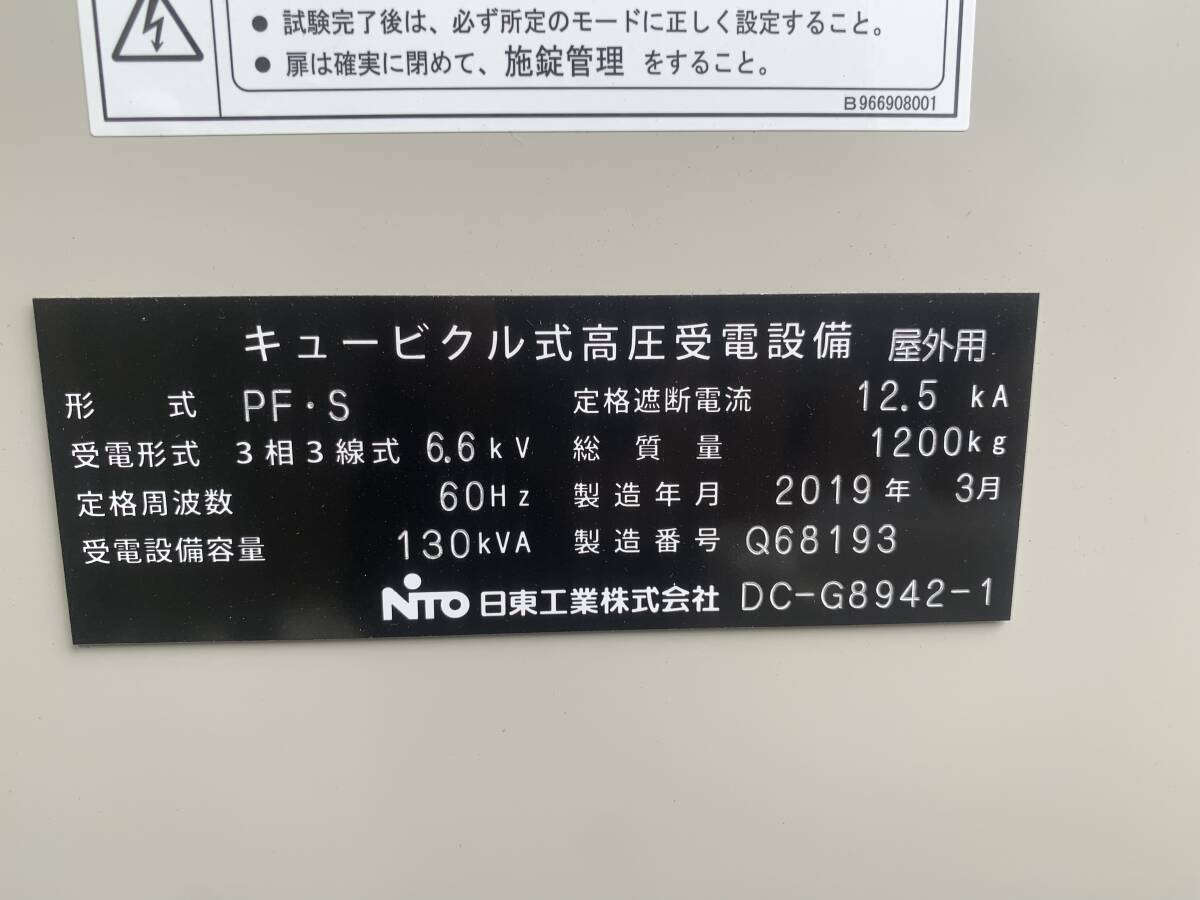 ● 試験完了後は、必ず所定のモードに正しく設定すること。
● 扉は確実に閉めて、施錠管理 をすること。
B966908001
キュービクル式高圧受電設備 屋外用
形 式 PF・S 定格遮断電流 12.5 kA
受電形式 3相3線式 6.6kV 総質量 1200kg
定格周波数 60Hz 製造年月 2019年 3月
受電設備容量 130kVA 製造番号 Q68193
NITO 日東工業株式会社 DC-G8942-1